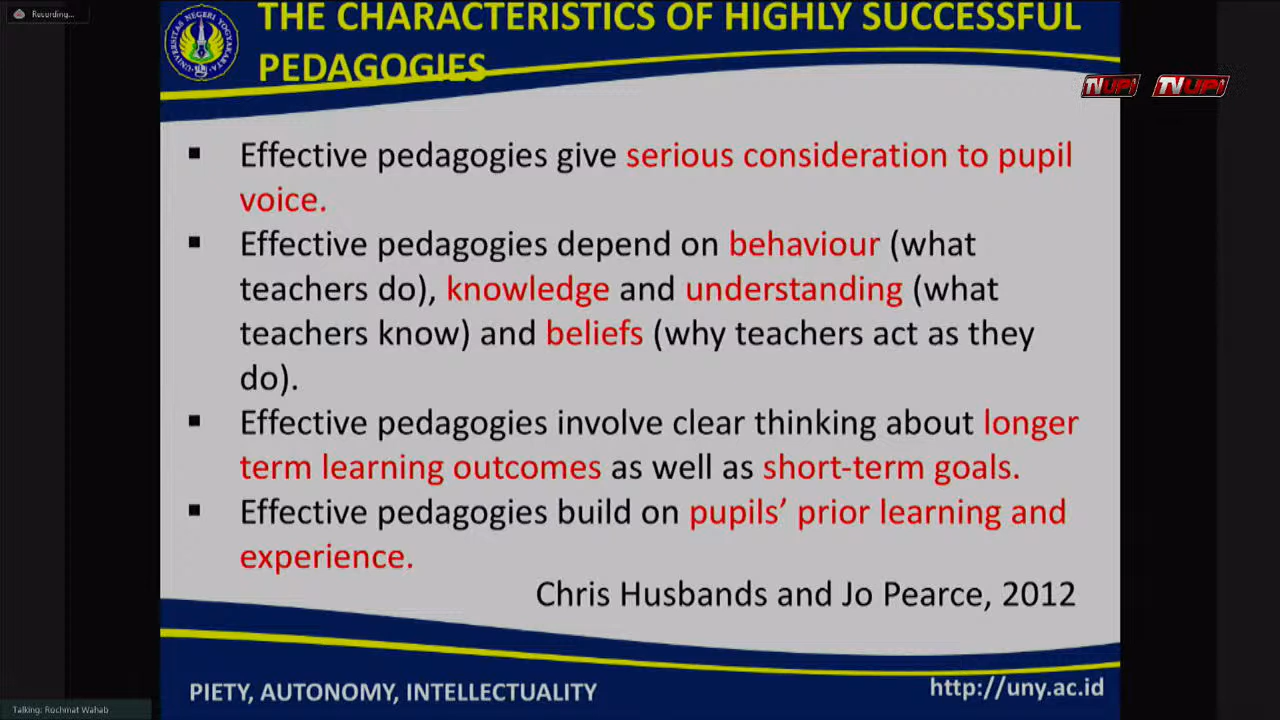 Recording...
THE CHARACTERISTICS OF HIGHLY SUCCESSFUL
PEDAGOGIES
UNIVERSITAS NEGERI YOGYAKARTA
TVUPI TVUPI
▪ Effective pedagogies give serious consideration to pupil
voice.
▪ Effective pedagogies depend on behaviour (what
teachers do), knowledge and understanding (what
teachers know) and beliefs (why teachers act as they
do).
▪ Effective pedagogies involve clear thinking about longer
term learning outcomes as well as short-term goals.
▪ Effective pedagogies build on pupils’ prior learning and
experience.
Chris Husbands and Jo Pearce, 2012
PIETY, AUTONOMY, INTELLECTUALITY
http://uny.ac.id
Talking: Rochmat Wahab